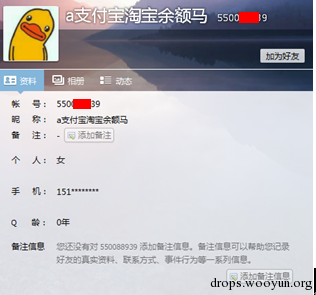 a支付宝淘宝余额马 5500 39
加为好友
资料 相册 动态
帐 号: 5500 39
昵 称: a支付宝淘宝余额马
备 注: - 添加备注
个 人: 女
手 机: 151********
Q 龄: 0年
备注信息 您还没有对 550088939 添加备注信息。备注信息可以帮助您记录
好友的真实资料、联系方式、事件行为等一系列信息。
添加备注信息
drops.wooyun.org